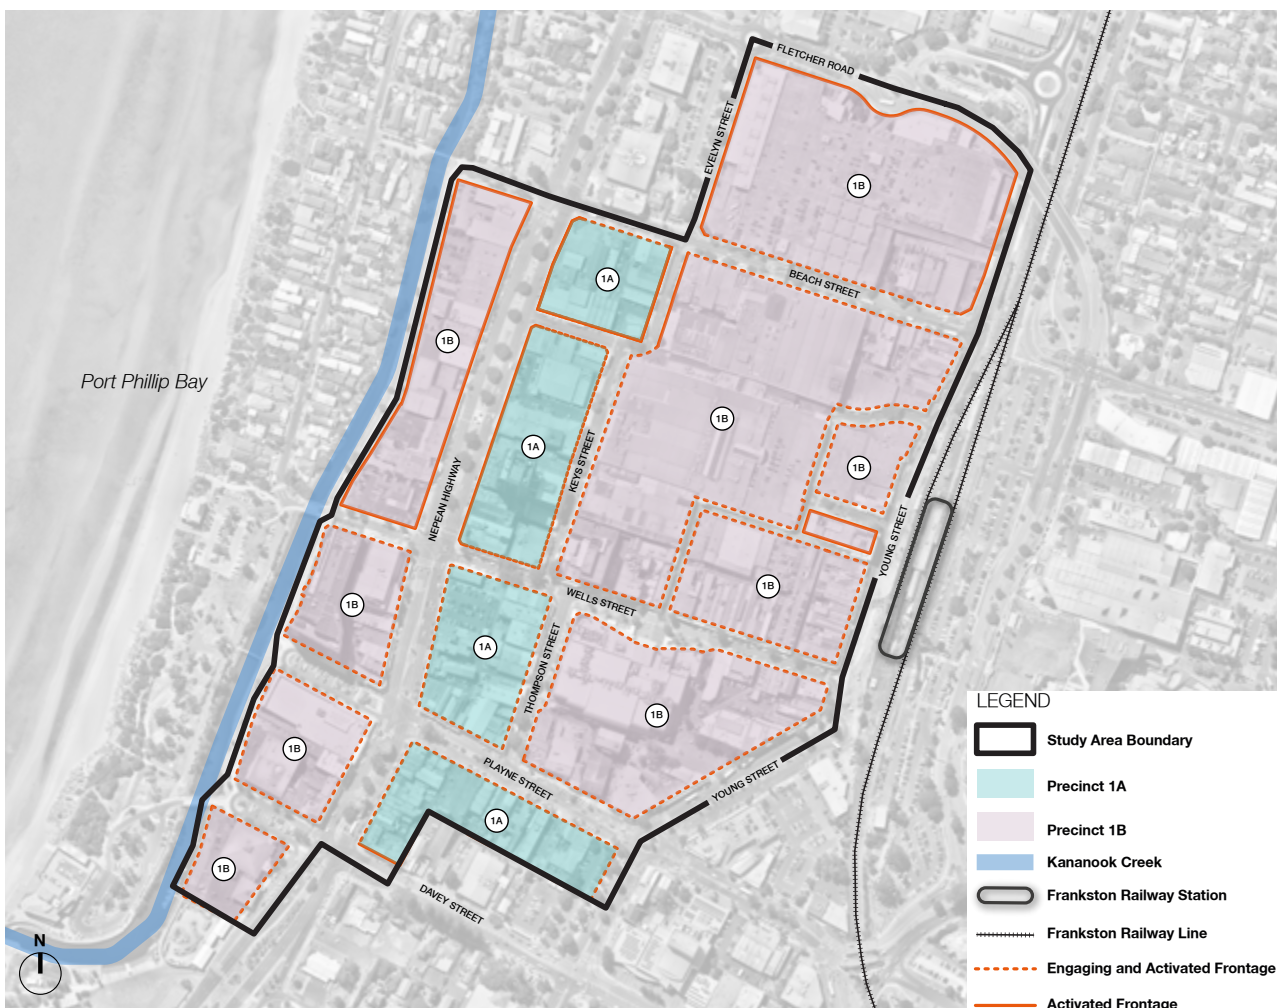 FLETCHER ROAD
EVELYN STREET
1B
BEACH STREET
1A
1B
Port Phillip Bay
1B
1A
KEYS STREET
1B
NEPEAN HIGHWAY
YOUNG STREET
1B
1B
WELLS STREET
1A
THOMPSON STREET
1B
1B
PLAYNE STREET
YOUNG STREET
1A
1B
DAVEY STREET
N
LEGEND
Study Area Boundary
Precinct 1A
Precinct 1B
Kananook Creek
Frankston Railway Station
Frankston Railway Line
Engaging and Activated Frontage
Activated Frontage